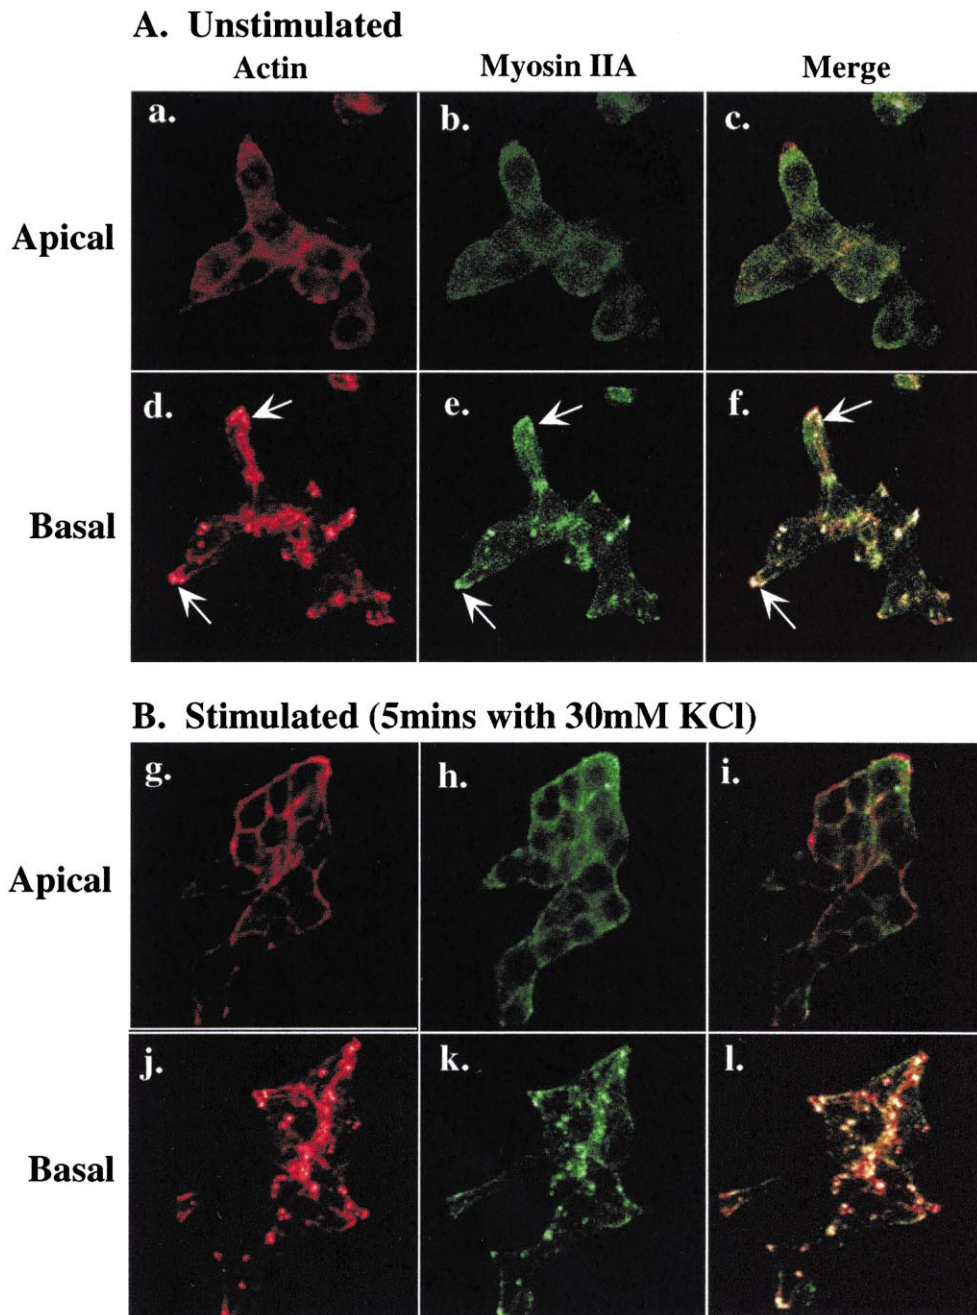 A. Unstimulated
Actin Myosin IIA Merge
a. b. c.
Apical
d. e. f.
Basal
B. Stimulated (5mins with 30mM KCl)
g. h. i.
Apical
j. k. l.
Basal